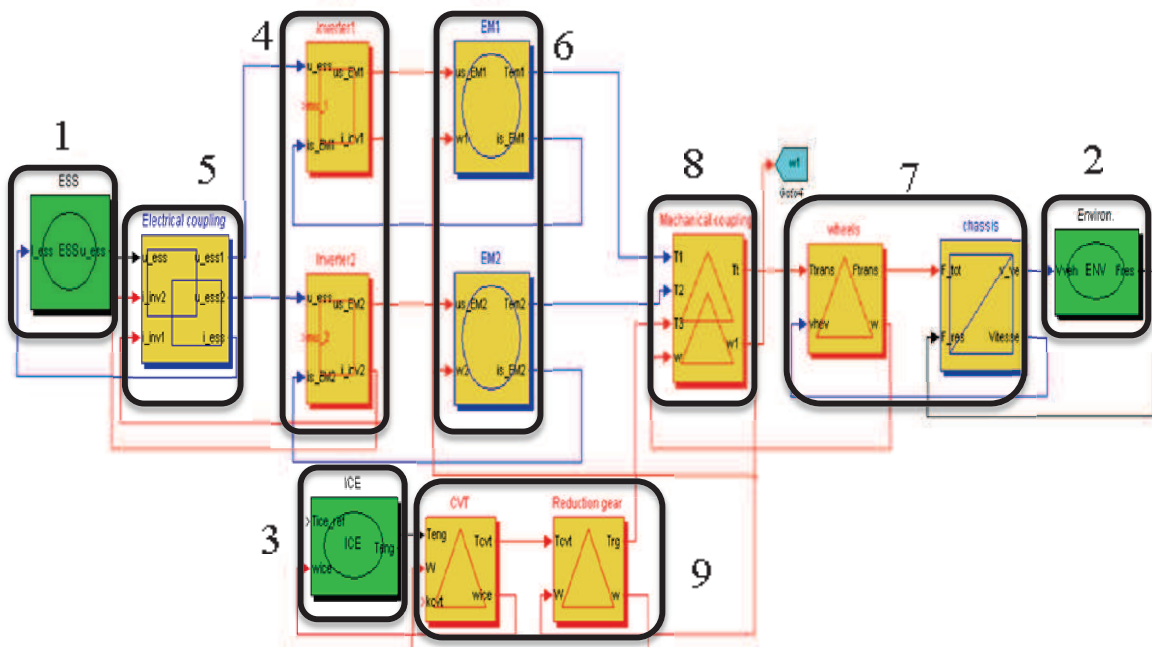 4
Inverter1
u_ess
us_EM1
mo_1
is_EM1
i_inv1
EM1
us_EM1
Tem1
w1
is_EM1
6
1
ESS
i_ess
ESS
u_ess
5
Electrical coupling
u_ess
u_ess1
i_inv2
u_ess2
i_inv1
i_ess
Inverter2
u_ess
us_EM2
mo_2
is_EM2
i_inv2
EM2
us_EM2
Tem2
w2
is_EM2
8
Mechanical coupling
T1
Tt
T2
T3
w1
w
w1
Goto4
7
wheels
Ttrans
Ftrans
vhev
w
chassis
F_tot
v_ve
F_res
Vitesse
2
Environ.
Vveh
ENV
Fres
3
ICE
Tice_ref
ICE
Teng
wice
CVT
Teng
Tcvt
W
wice
kcvt
Reduction gear
Tcvt
Trg
W
w
9